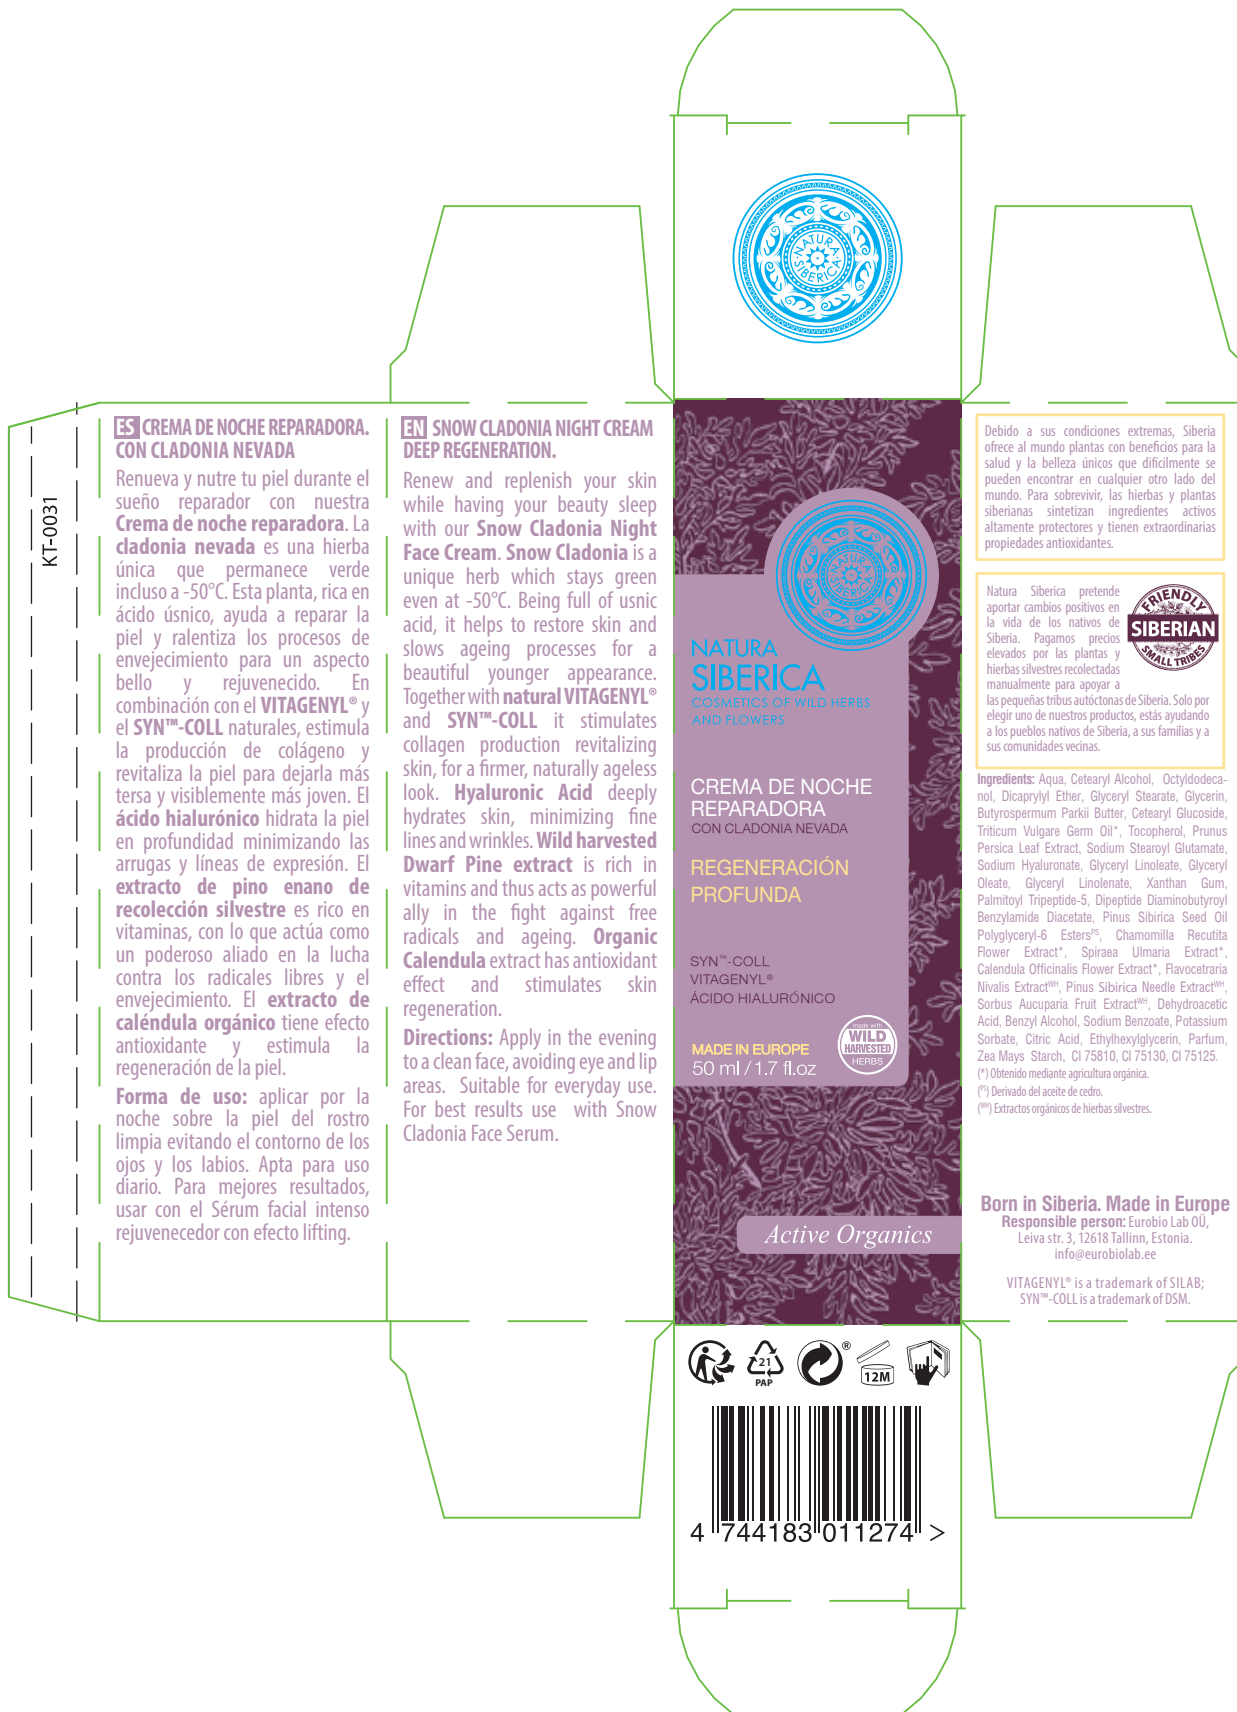 NATURA
SIBERICA
KT-0031
ES CREMA DE NOCHE REPARADORA.
CON CLADONIA NEVADA
Renueva y nutre tu piel durante el
sueño reparador con nuestra
Crema de noche reparadora. La
cladonia nevada es una hierba
única que permanece verde
incluso a -50°C. Esta planta, rica en
ácido úsnico, ayuda a reparar la
piel y ralentiza los procesos de
envejecimiento para un aspecto
bello y rejuvenecido. En
combinación con el VITAGENYL® y
el SYN™-COLL naturales, estimula
la producción de colágeno y
revitaliza la piel para dejarla más
tersa y visiblemente más joven. El
ácido hialurónico hidrata la piel
en profundidad minimizando las
arrugas y líneas de expresión. El
extracto de pino enano de
recolección silvestre es rico en
vitaminas, con lo que actúa como
un poderoso aliado en la lucha
contra los radicales libres y el
envejecimiento. El extracto de
caléndula orgánico tiene efecto
antioxidante y estimula la
regeneración de la piel.
Forma de uso: aplicar por la
noche sobre la piel del rostro
limpia evitando el contorno de los
ojos y los labios. Apta para uso
diario. Para mejores resultados,
usar con el Sérum facial intenso
rejuvenecedor con efecto lifting.
EN SNOW CLADONIA NIGHT CREAM
DEEP REGENERATION.
Renew and replenish your skin
while having your beauty sleep
with our Snow Cladonia Night
Face Cream. Snow Cladonia is a
unique herb which stays green
even at -50°C. Being full of usnic
acid, it helps to restore skin and
slows ageing processes for a
beautiful younger appearance.
Together with natural VITAGENYL®
and SYN™-COLL it stimulates
collagen production revitalizing
skin, for a firmer, naturally ageless
look. Hyaluronic Acid deeply
hydrates skin, minimizing fine
lines and wrinkles. Wild harvested
Dwarf Pine extract is rich in
vitamins and thus acts as powerful
ally in the fight against free
radicals and ageing. Organic
Calendula extract has antioxidant
effect and stimulates skin
regeneration.
Directions: Apply in the evening
to a clean face, avoiding eye and lip
areas. Suitable for everyday use.
For best results use with Snow
Cladonia Face Serum.
NATURA
SIBERICA
NATURA
SIBERICA
COSMETICS OF WILD HERBS
AND FLOWERS
CREMA DE NOCHE
REPARADORA
CON CLADONIA NEVADA
REGENERACIÓN
PROFUNDA
SYN™-COLL
VITAGENYL®
ÁCIDO HIALURÓNICO
MADE IN EUROPE
50 ml / 1.7 fl.oz
made with
WILD
HARVESTED
HERBS
Active Organics
Debido a sus condiciones extremas, Siberia
ofrece al mundo plantas con beneficios para la
salud y la belleza únicos que difícilmente se
pueden encontrar en cualquier otro lado del
mundo. Para sobrevivir, las hierbas y plantas
siberianas sintetizan ingredientes activos
altamente protectores y tienen extraordinarias
propiedades antioxidantes.
Natura Siberica pretende
aportar cambios positivos en
la vida de los nativos de
Siberia. Pagamos precios
elevados por las plantas y
hierbas silvestres recolectadas
manualmente para apoyar a
las pequeñas tribus autóctonas de Siberia. Solo por
elegir uno de nuestros productos, estás ayudando
a los pueblos nativos de Siberia, a sus familias y a
sus comunidades vecinas.
FRIENDLY
SIBERIAN
SMALL TRIBES
Ingredients: Aqua, Cetearyl Alcohol, Octyldodeca-
nol, Dicaprylyl Ether, Glyceryl Stearate, Glycerin,
Butyrospermum Parkii Butter, Cetearyl Glucoside,
Triticum Vulgare Germ Oil*, Tocopherol, Prunus
Persica Leaf Extract, Sodium Stearoyl Glutamate,
Sodium Hyaluronate, Glyceryl Linoleate, Glyceryl
Oleate, Glyceryl Linolenate, Xanthan Gum,
Palmitoyl Tripeptide-5, Dipeptide Diaminobutyroyl
Benzylamide Diacetate, Pinus Sibirica Seed Oil
Polyglyceryl-6 Esters(PS), Chamomilla Recutita
Flower Extract*, Spiraea Ulmaria Extract*,
Calendula Officinalis Flower Extract*, Flavocetraria
Nivalis Extract(WH), Pinus Sibirica Needle Extract(WH),
Sorbus Aucuparia Fruit Extract(WH), Dehydroacetic
Acid, Benzyl Alcohol, Sodium Benzoate, Potassium
Sorbate, Citric Acid, Ethylhexylglycerin, Parfum,
Zea Mays Starch, CI 75810, CI 75130, CI 75125.
(*) Obtenido mediante agricultura orgánica.
(PS) Derivado del aceite de cedro.
(WH) Extractos orgánicos de hierbas silvestres.
Born in Siberia. Made in Europe
Responsible person: Eurobio Lab OÜ,
Leiva str. 3, 12618 Tallinn, Estonia.
info@eurobiolab.ee
VITAGENYL® is a trademark of SILAB;
SYN™-COLL is a trademark of DSM.
21
PAP
®
12M
4 744183 011274 >